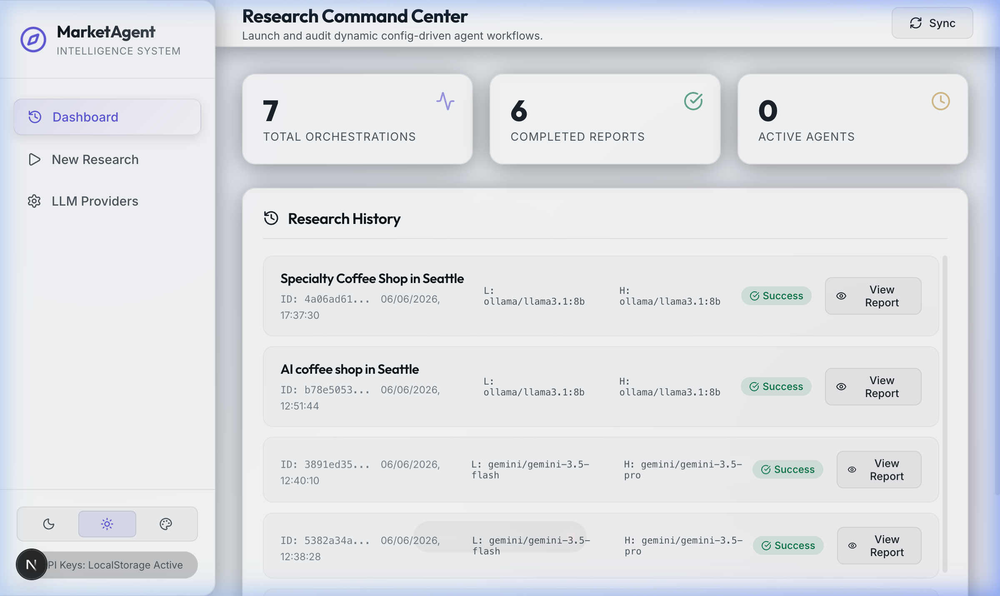 MarketAgent
INTELLIGENCE SYSTEM
Dashboard
New Research
LLM Providers
PI Keys: LocalStorage Active
N
Research Command Center
Launch and audit dynamic config-driven agent workflows.
Sync
7
TOTAL ORCHESTRATIONS
6
COMPLETED REPORTS
0
ACTIVE AGENTS
Research History
Specialty Coffee Shop in Seattle
ID: 4a06ad61... 06/06/2026,
17:37:30
L:
ollama/llama3.1:8b
H:
ollama/llama3.1:8b
Success
View
Report
AI coffee shop in Seattle
ID: b78e5053... 06/06/2026,
12:51:44
L:
ollama/llama3.1:8b
H:
ollama/llama3.1:8b
Success
View
Report
ID: 3891ed35... 06/06/2026,
12:40:10
L: gemini/gemini-3.5-
flash
H: gemini/gemini-3.5-
pro
Success
View
Report
ID: 5382a34a... 06/06/2026,
12:38:28
L: gemini/gemini-3.5-
flash
H: gemini/gemini-3.5-
pro
Success
View
Report